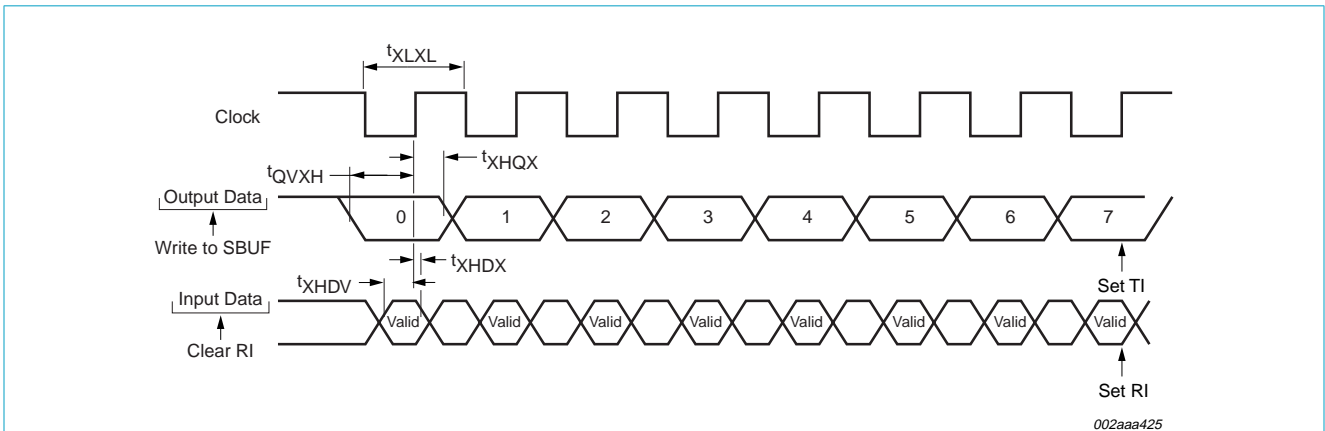 tXLXL
Clock
tXHQX
tQVXH
Output Data
0 1 2 3 4 5 6 7
Write to SBUF
tXHDX
Set TI
tXHDV
Input Data
Valid Valid Valid Valid Valid Valid Valid Valid
Clear RI
Set RI
002aaa425